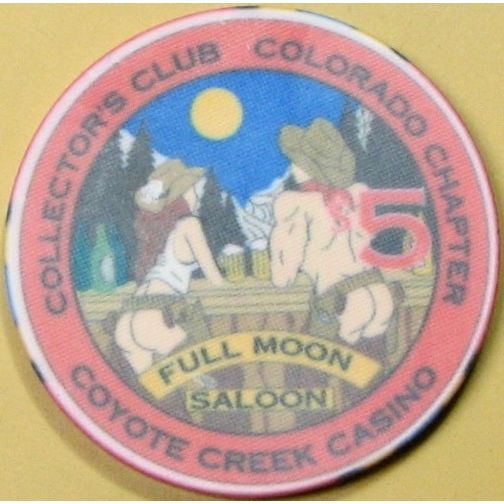 COLLECTOR'S CLUB COLORADO CHAPTER
$5
FULL MOON
SALOON
COYOTE CREEK CASINO